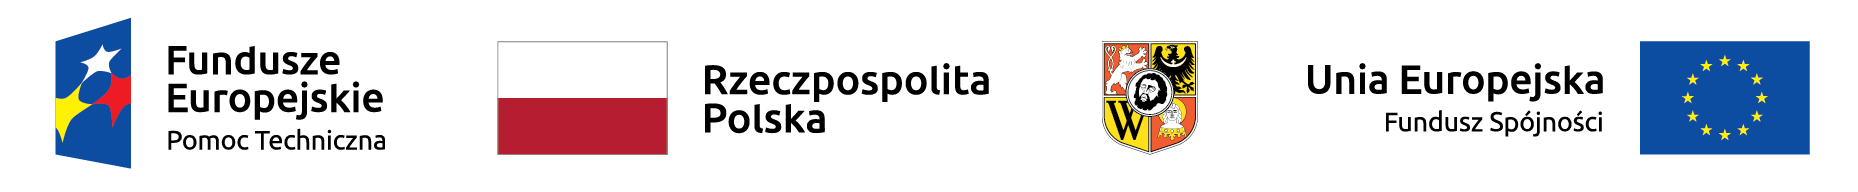 Fundusze
Europejskie
Pomoc Techniczna
Rzeczpospolita
Polska
W
Unia Europejska
Fundusz Spójności